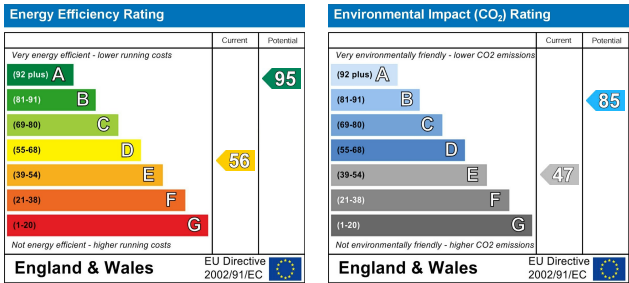 Energy Efficiency Rating
Current Potential
Very energy efficient - lower running costs
(92 plus) A
95
(81-91) B
(69-80) C
(55-68) D
56
(39-54) E
(21-38) F
(1-20) G
Not energy efficient - higher running costs
England & Wales
EU Directive
2002/91/EC
Environmental Impact (CO₂) Rating
Current Potential
Very environmentally friendly - lower CO2 emissions
(92 plus) A
(81-91) B
85
(69-80) C
(55-68) D
(39-54) E
47
(21-38) F
(1-20) G
Not environmentally friendly - higher CO2 emissions
England & Wales
EU Directive
2002/91/EC